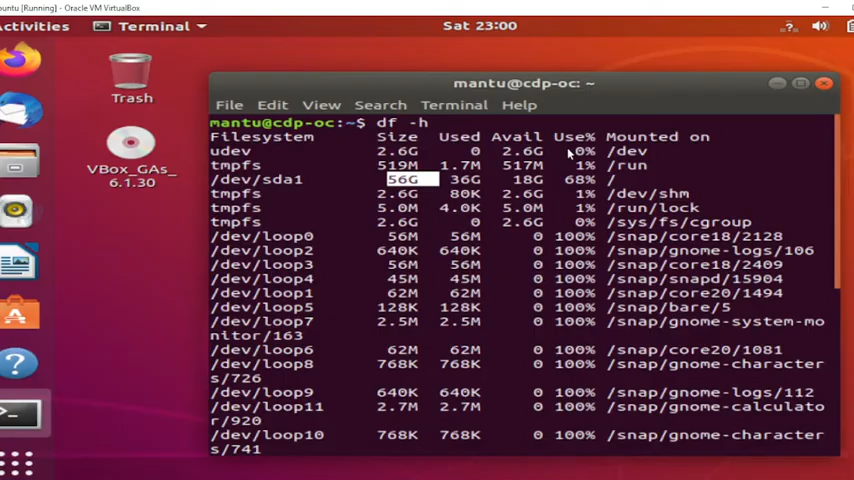 ubuntu [Running] - Oracle VM VirtualBox
Activities Terminal Sat 23:00
Trash
VBox_GAs_
6.1.30
mantu@cdp-oc: ~
File Edit View Search Terminal Help
mantu@cdp-oc:~$ df -h
Filesystem Size Used Avail Use% Mounted on
udev 2.6G 0 2.6G 0% /dev
tmpfs 519M 1.7M 517M 1% /run
/dev/sda1 56G 36G 18G 68% /
tmpfs 2.6G 80K 2.6G 1% /dev/shm
tmpfs 5.0M 4.0K 5.0M 1% /run/lock
tmpfs 2.6G 0 2.6G 0% /sys/fs/cgroup
/dev/loop0 56M 56M 0 100% /snap/core18/2128
/dev/loop2 640K 640K 0 100% /snap/gnome-logs/106
/dev/loop3 56M 56M 0 100% /snap/core18/2409
/dev/loop4 45M 45M 0 100% /snap/snapd/15904
/dev/loop1 62M 62M 0 100% /snap/core20/1494
/dev/loop5 128K 128K 0 100% /snap/bare/5
/dev/loop7 2.5M 2.5M 0 100% /snap/gnome-system-mo
nitor/163
/dev/loop6 62M 62M 0 100% /snap/core20/1081
/dev/loop8 768K 768K 0 100% /snap/gnome-character
s/726
/dev/loop9 640K 640K 0 100% /snap/gnome-logs/112
/dev/loop11 2.7M 2.7M 0 100% /snap/gnome-calculato
r/920
/dev/loop10 768K 768K 0 100% /snap/gnome-character
s/741